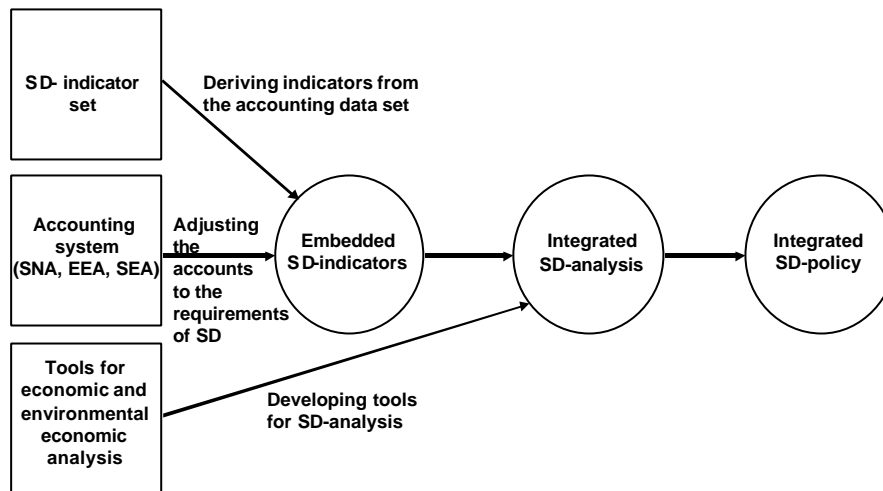 SD- indicator
set
Deriving indicators from
the accounting data set
Accounting
system
(SNA, EEA, SEA)
Adjusting
the
accounts
to the
requirements
of SD
Embedded
SD-indicators
Integrated
SD-analysis
Integrated
SD-policy
Tools for
economic and
environmental
economic
analysis
Developing tools
for SD-analysis